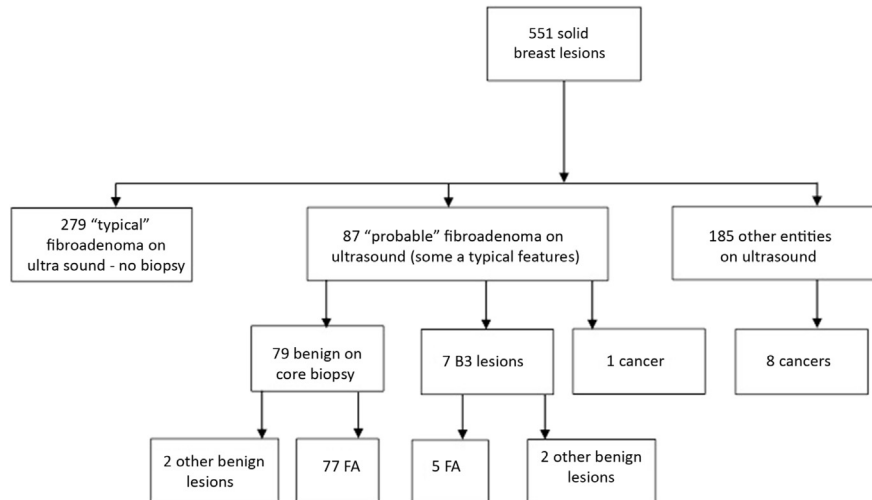 551 solid
breast lesions
279 “typical”
fibroadenoma on
ultra sound - no biopsy
87 “probable” fibroadenoma on
ultrasound (some a typical features)
185 other entities
on ultrasound
79 benign on
core biopsy
7 B3 lesions
1 cancer
8 cancers
2 other benign
lesions
77 FA
5 FA
2 other benign
lesions